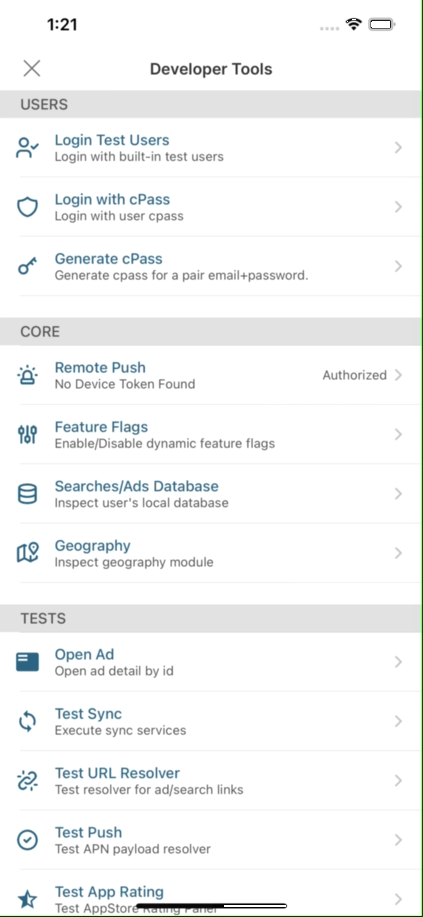 1:21
Developer Tools
USERS
Login Test Users
Login with built-in test users
Login with cPass
Login with user cpass
Generate cPass
Generate cpass for a pair email+password.
CORE
Remote Push
No Device Token Found
Authorized
Feature Flags
Enable/Disable dynamic feature flags
Searches/Ads Database
Inspect user's local database
Geography
Inspect geography module
TESTS
Open Ad
Open ad detail by id
Test Sync
Execute sync services
Test URL Resolver
Test resolver for ad/search links
Test Push
Test APN payload resolver
Test App Rating
Test AppStore Rating Panel